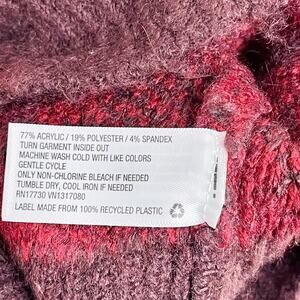 77% ACRYLIC / 19% POLYESTER / 4% SPANDEX
TURN GARMENT INSIDE OUT
MACHINE WASH COLD WITH LIKE COLORS
GENTLE CYCLE
ONLY NON-CHLORINE BLEACH IF NEEDED
TUMBLE DRY, COOL IRON IF NEEDED
RN17730 VN1317080
LABEL MADE FROM 100% RECYCLED PLASTIC